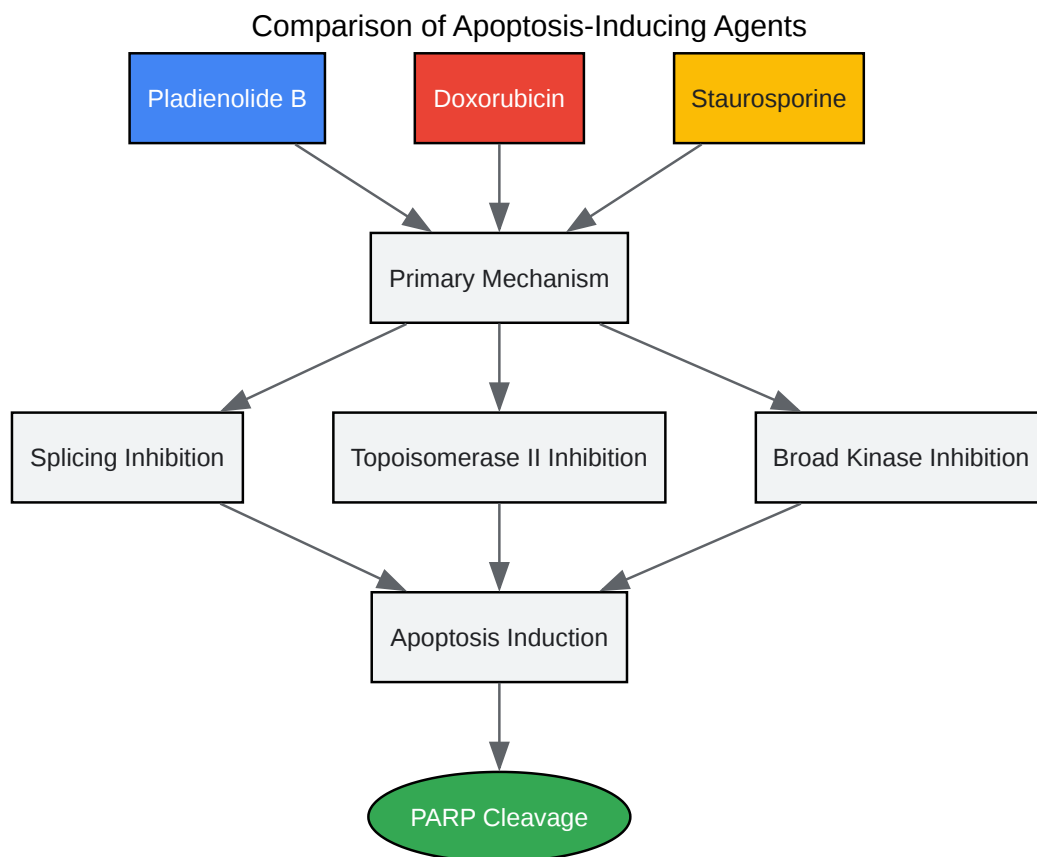 Comparison of Apoptosis-Inducing Agents
Pladienolide B
Doxorubicin
Staurosporine
Primary Mechanism
Splicing Inhibition
Topoisomerase II Inhibition
Broad Kinase Inhibition
Apoptosis Induction
PARP Cleavage